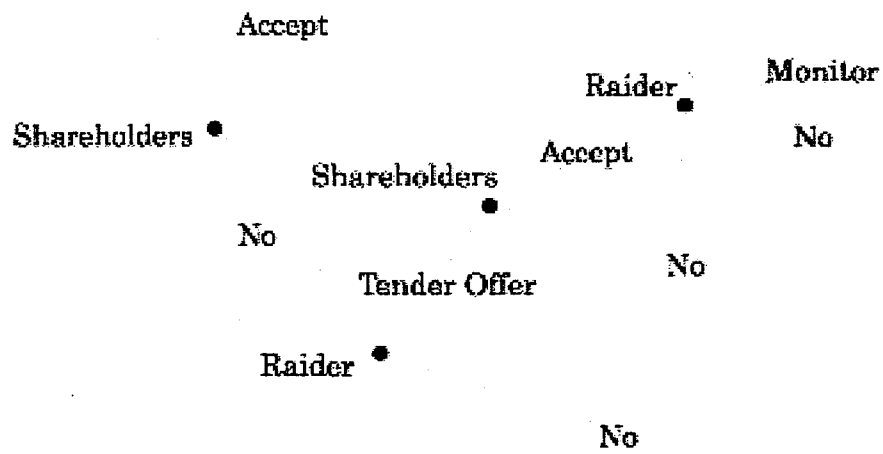 Accept
Raider
Monitor
Shareholders
No
Accept
Shareholders
No
No
Tender Offer
Raider
No